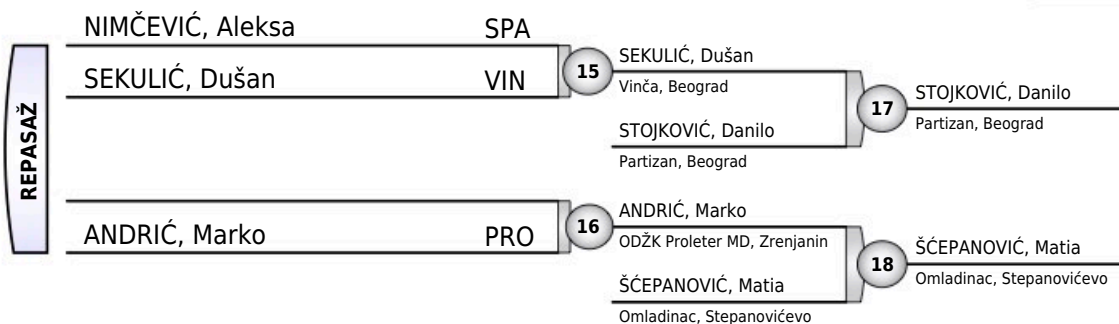 REPASAŽ
NIMČEVIĆ, Aleksa SPA
SEKULIĆ, Dušan VIN
15
SEKULIĆ, Dušan
Vinča, Beograd
STOJKOVIĆ, Danilo
Partizan, Beograd
17
STOJKOVIĆ, Danilo
Partizan, Beograd
ANDRIĆ, Marko PRO
16
ANDRIĆ, Marko
ODŽK Proleter MD, Zrenjanin
ŠĆEPANOVIĆ, Matia
Omladinac, Stepanovićevo
18
ŠĆEPANOVIĆ, Matia
Omladinac, Stepanovićevo